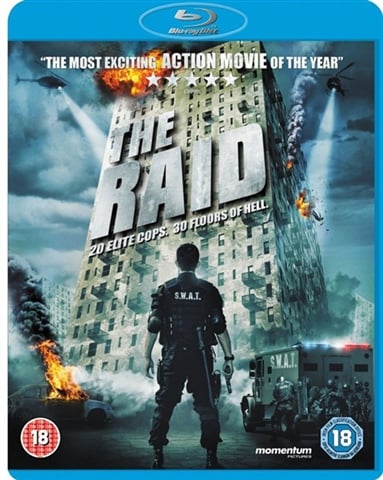 Blu-ray DISC
"THE MOST EXCITING ACTION MOVIE OF THE YEAR"
THE
RAID
20 ELITE COPS. 30 FLOORS OF HELL.
S.W.A.T.
S.W.A.T.
18
momentum
PICTURES
18